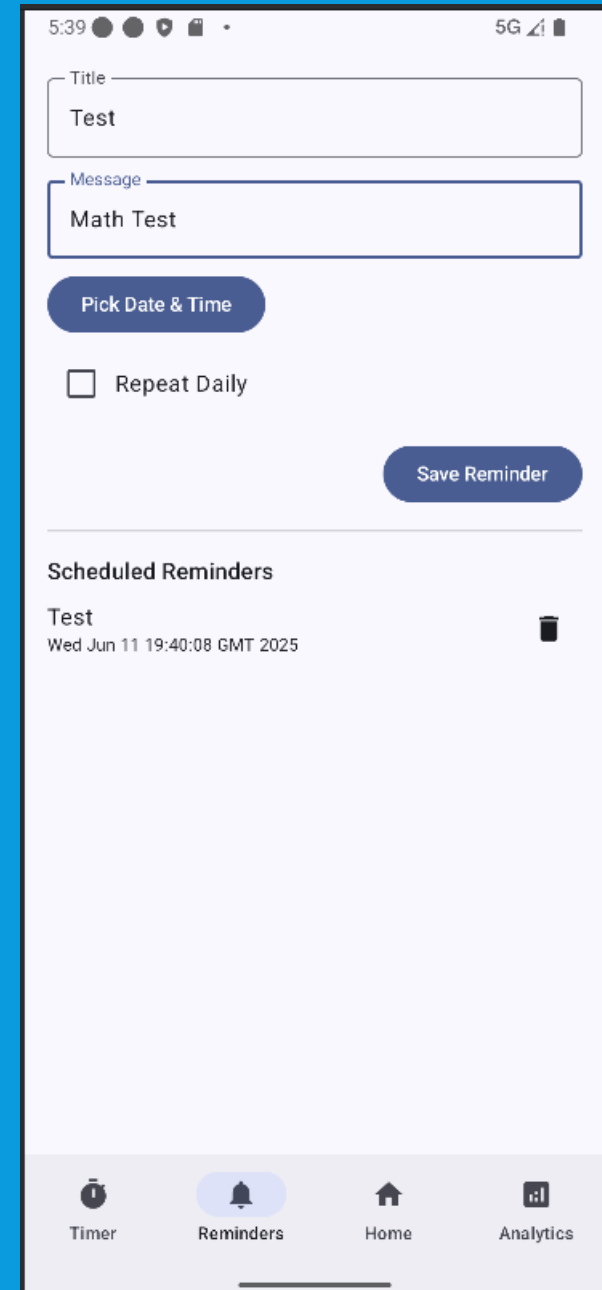 5:39 5G
Title
Test
Message
Math Test
Pick Date & Time
Repeat Daily
Save Reminder
Scheduled Reminders
Test
Wed Jun 11 19:40:08 GMT 2025
Timer Reminders Home Analytics